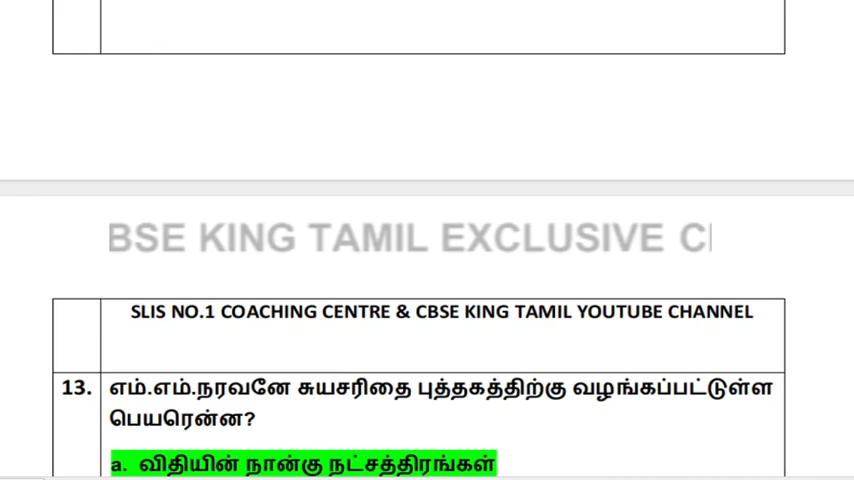 BSE KING TAMIL EXCLUSIVE C
SLIS NO.1 COACHING CENTRE & CBSE KING TAMIL YOUTUBE CHANNEL
13. எம்.எம்.நரவனே சுயசரிதை புத்தகத்திற்கு வழங்கப்பட்டுள்ள
பெயரென்ன?
a. விதியின் நான்கு நட்சத்திரங்கள்